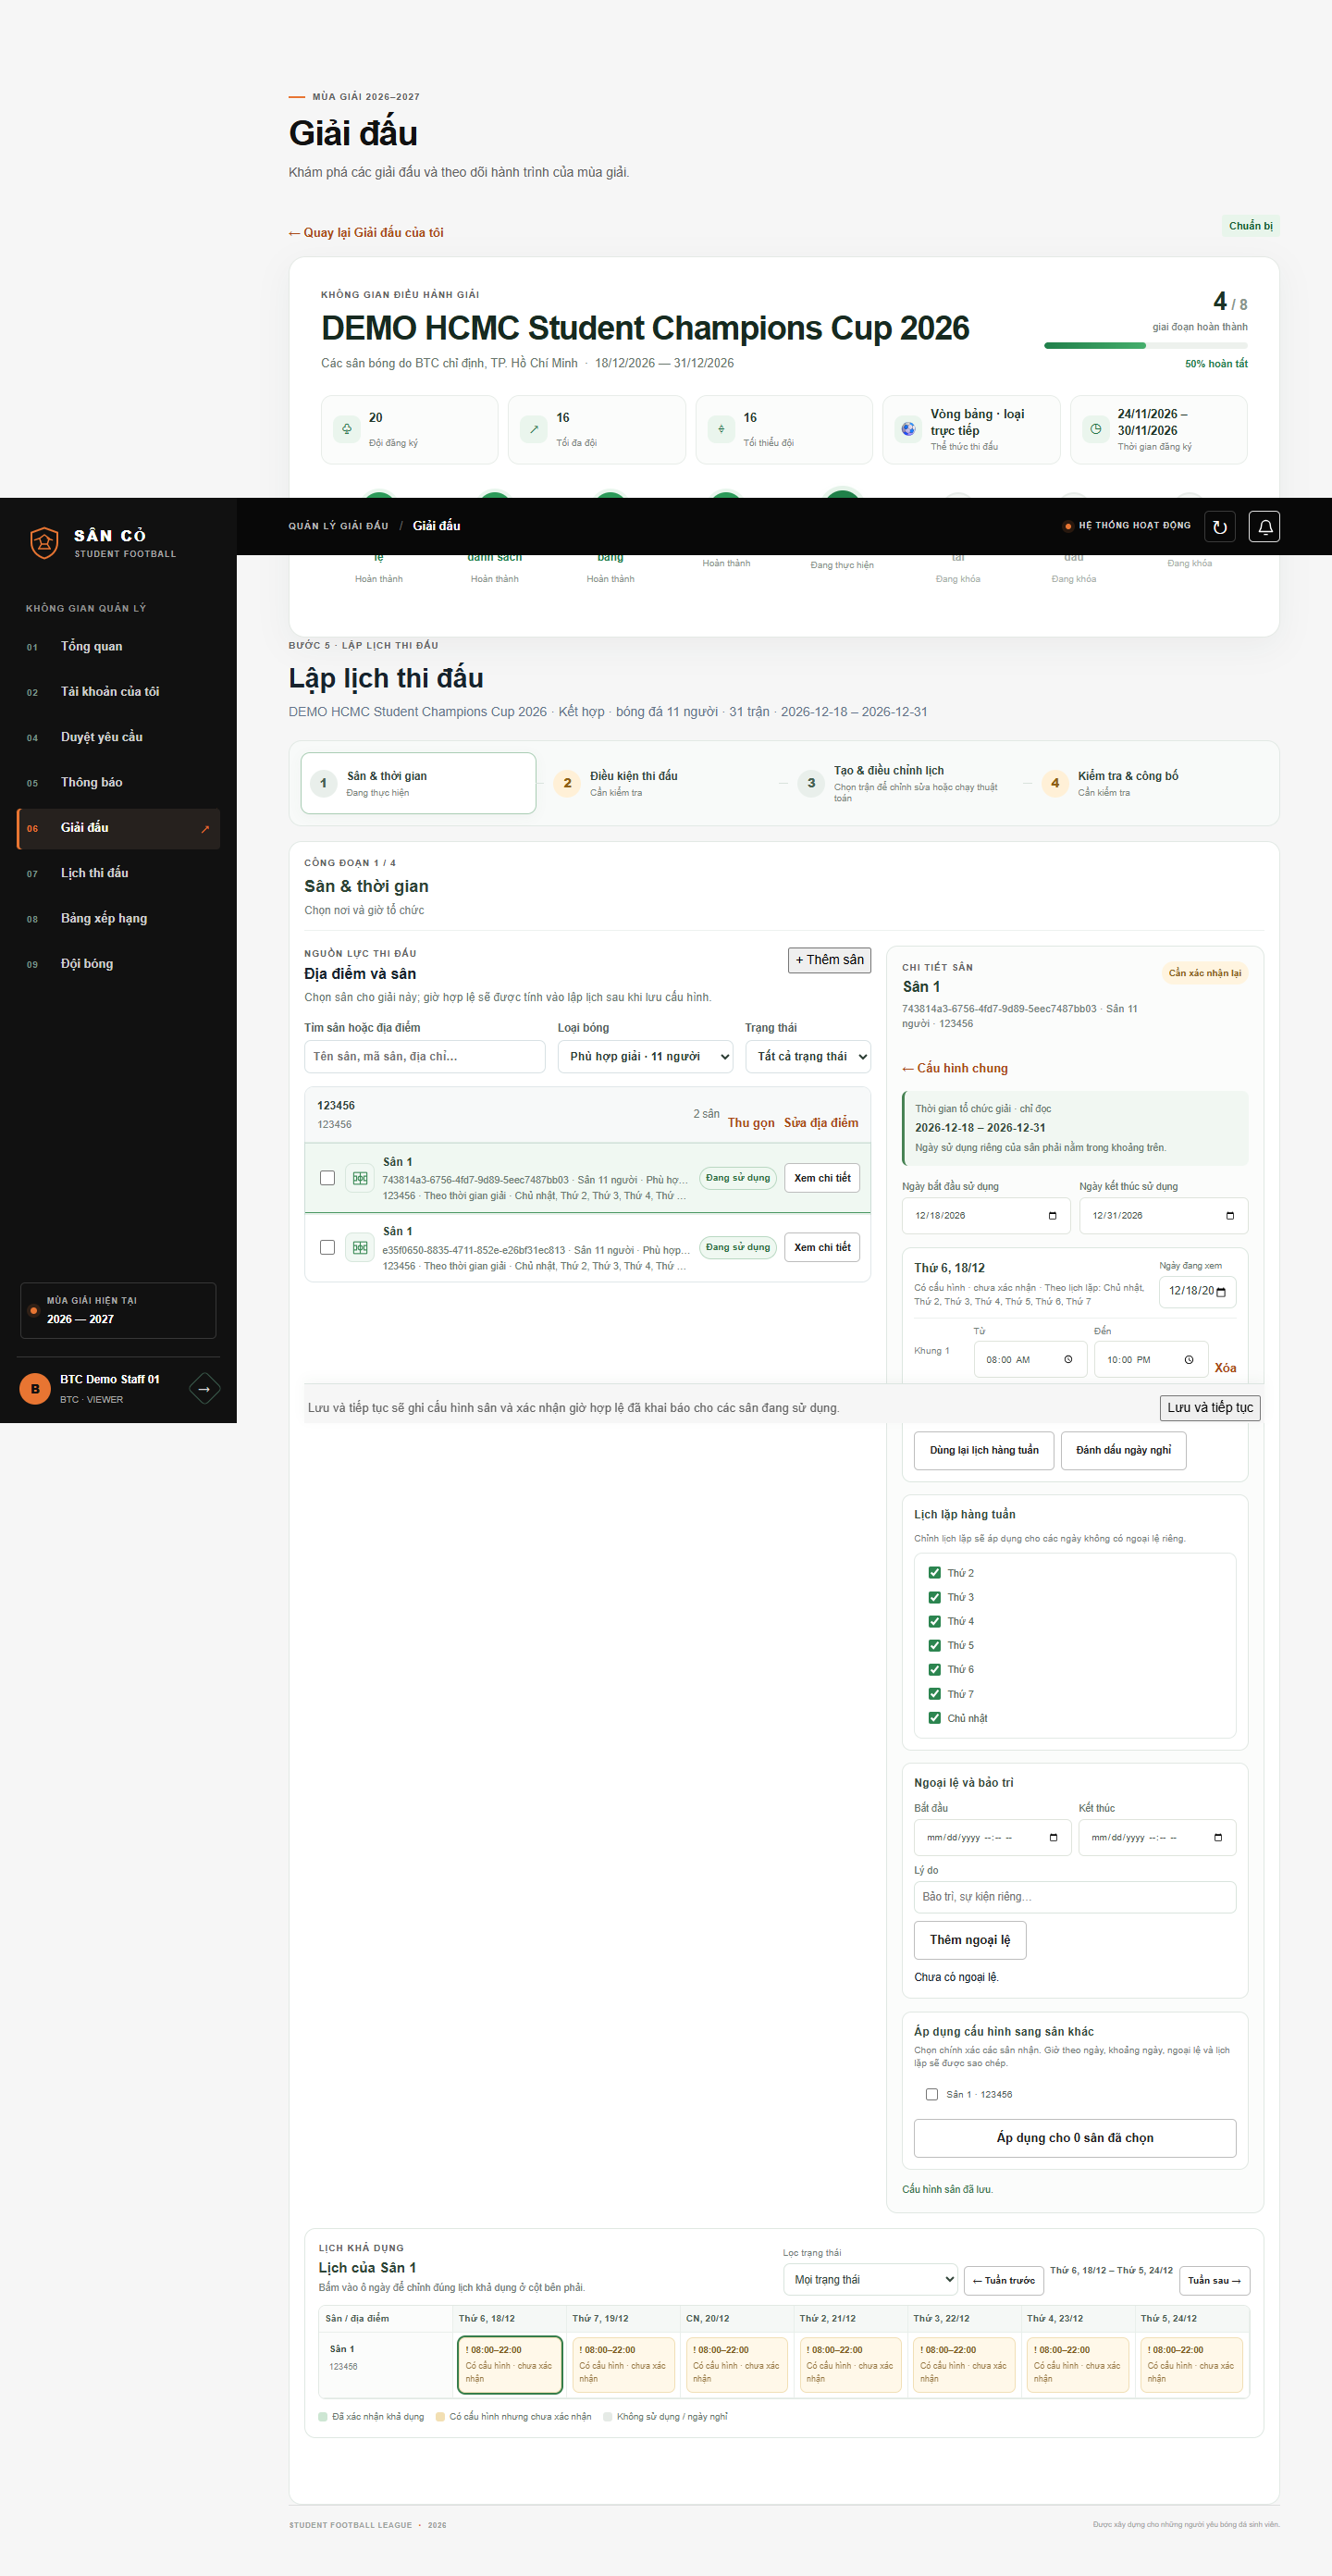 MÙA GIẢI 2026–2027
Giải đấu
Khám phá các giải đấu và theo dõi hành trình của mùa giải.
← Quay lại Giải đấu của tôi
Chuẩn bị
KHÔNG GIAN ĐIỀU HÀNH GIẢI
DEMO HCMC Student Champions Cup 2026
Các sân bóng do BTC chỉ định, TP. Hồ Chí Minh · 18/12/2026 — 31/12/2026
4 / 8
giai đoạn hoàn thành
50% hoàn tất
20
Đội đăng ký
16
Tối đa đội
16
Tối thiểu đội
Vòng bảng · loại
trực tiếp
Thể thức thi đấu
24/11/2026 –
30/11/2026
Thời gian đăng ký
SÂN CỎ
STUDENT FOOTBALL
QUẢN LÝ GIẢI ĐẤU / Giải đấu
HỆ THỐNG HOẠT ĐỘNG
lệ
Hoàn thành
danh sách
Hoàn thành
bảng
Hoàn thành
Hoàn thành
Đang thực hiện
Đang khóa
đấu
Đang khóa
Đang khóa
KHÔNG GIAN QUẢN LÝ
01 Tổng quan
02 Tài khoản của tôi
04 Duyệt yêu cầu
05 Thông báo
06 Giải đấu ↗
07 Lịch thi đấu
08 Bảng xếp hạng
09 Đội bóng
MÙA GIẢI HIỆN TẠI
2026 — 2027
B
BTC Demo Staff 01
BTC · VIEWER
→
BƯỚC 5 · LẬP LỊCH THI ĐẤU
Lập lịch thi đấu
DEMO HCMC Student Champions Cup 2026 · Kết hợp · bóng đá 11 người · 31 trận · 2026-12-18 – 2026-12-31
1 Sân & thời gian
Đang thực hiện
2 Điều kiện thi đấu
Cần kiểm tra
3 Tạo & điều chỉnh lịch
Chọn trận để chỉnh sửa hoặc chạy thuật
toán
4 Kiểm tra & công bố
Cần kiểm tra
CÔNG ĐOẠN 1 / 4
Sân & thời gian
Chọn nơi và giờ tổ chức
NGUỒN LỰC THI ĐẤU
Địa điểm và sân
+ Thêm sân
Chọn sân cho giải này; giờ hợp lệ sẽ được tính vào lập lịch sau khi lưu cấu hình.
Tìm sân hoặc địa điểm
Tên sân, mã sân, địa chỉ...
Loại bóng
Phù hợp giải · 11 người
Trạng thái
Tất cả trạng thái
123456
123456
2 sân
Thu gọn
Sửa địa điểm
Sân 1
743814a3-6756-4fd7-9d89-5eec7487bb03 · Sân 11 người · Phù hợ...
123456 · Theo thời gian giải · Chủ nhật, Thứ 2, Thứ 3, Thứ 4, Thứ ...
Đang sử dụng
Xem chi tiết
Sân 1
e35f0650-8835-4711-852e-e26bf31ec813 · Sân 11 người · Phù hợp...
123456 · Theo thời gian giải · Chủ nhật, Thứ 2, Thứ 3, Thứ 4, Thứ ...
Đang sử dụng
Xem chi tiết
CHI TIẾT SÂN
Sân 1
743814a3-6756-4fd7-9d89-5eec7487bb03 · Sân 11
người · 123456
Cần xác nhận lại
← Cấu hình chung
Thời gian tổ chức giải · chỉ đọc
2026-12-18 – 2026-12-31
Ngày sử dụng riêng của sân phải nằm trong khoảng trên.
Ngày bắt đầu sử dụng
12/18/2026
Ngày kết thúc sử dụng
12/31/2026
Thứ 6, 18/12
Có cấu hình · chưa xác nhận · Theo lịch lặp: Chủ nhật,
Thứ 2, Thứ 3, Thứ 4, Thứ 5, Thứ 6, Thứ 7
Ngày đang xem
12/18/20
Khung 1
Từ
08:00 AM
Đến
10:00 PM
Xóa
Lưu và tiếp tục sẽ ghi cấu hình sân và xác nhận giờ hợp lệ đã khai báo cho các sân đang sử dụng.
Lưu và tiếp tục
Dùng lại lịch hàng tuần
Đánh dấu ngày nghỉ
Lịch lặp hàng tuần
Chỉnh lịch lặp sẽ áp dụng cho các ngày không có ngoại lệ riêng.
Thứ 2
Thứ 3
Thứ 4
Thứ 5
Thứ 6
Thứ 7
Chủ nhật
Ngoại lệ và bảo trì
Bắt đầu
mm/dd/yyyy --:-- --
Kết thúc
mm/dd/yyyy --:-- --
Lý do
Bảo trì, sự kiện riêng...
Thêm ngoại lệ
Chưa có ngoại lệ.
Áp dụng cấu hình sang sân khác
Chọn chính xác các sân nhận. Giờ theo ngày, khoảng ngày, ngoại lệ và lịch
lặp sẽ được sao chép.
Sân 1 · 123456
Áp dụng cho 0 sân đã chọn
Cấu hình sân đã lưu.
LỊCH KHẢ DỤNG
Lịch của Sân 1
Bấm vào ô ngày để chỉnh đúng lịch khả dụng ở cột bên phải.
Lọc trạng thái
Mọi trạng thái
← Tuần trước
Thứ 6, 18/12 – Thứ 5, 24/12
Tuần sau →
Sân / địa điểm
Thứ 6, 18/12
Thứ 7, 19/12
CN, 20/12
Thứ 2, 21/12
Thứ 3, 22/12
Thứ 4, 23/12
Thứ 5, 24/12
Sân 1
123456
! 08:00–22:00
Có cấu hình · chưa xác
nhận
! 08:00–22:00
Có cấu hình · chưa xác
nhận
! 08:00–22:00
Có cấu hình · chưa xác
nhận
! 08:00–22:00
Có cấu hình · chưa xác
nhận
! 08:00–22:00
Có cấu hình · chưa xác
nhận
! 08:00–22:00
Có cấu hình · chưa xác
nhận
! 08:00–22:00
Có cấu hình · chưa xác
nhận
Đã xác nhận khả dụng
Có cấu hình nhưng chưa xác nhận
Không sử dụng / ngày nghỉ
STUDENT FOOTBALL LEAGUE • 2026
Được xây dựng cho những người yêu bóng đá sinh viên.